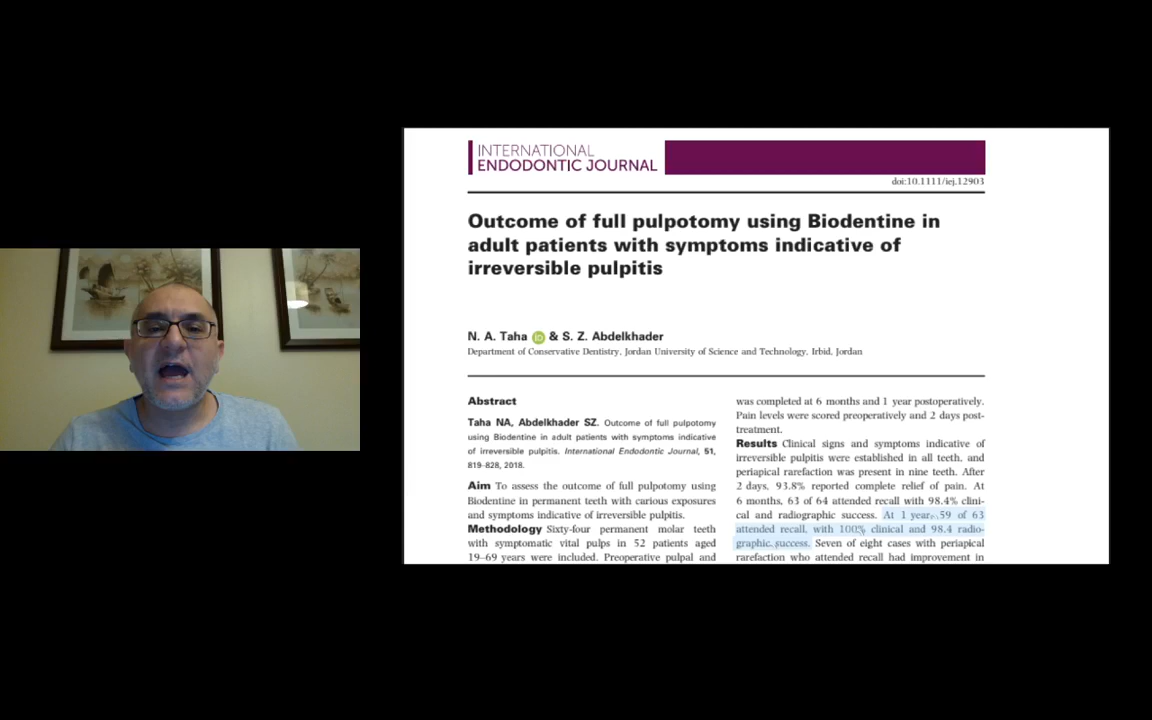 INTERNATIONAL
ENDODONTIC JOURNAL
doi:10.1111/iej.12903
Outcome of full pulpotomy using Biodentine in
adult patients with symptoms indicative of
irreversible pulpitis
N. A. Taha iD & S. Z. Abdelkhader
Department of Conservative Dentistry, Jordan University of Science and Technology, Irbid, Jordan
Abstract
Taha NA, Abdelkhader SZ. Outcome of full pulpotomy
using Biodentine in adult patients with symptoms indicative
of irreversible pulpitis. International Endodontic Journal, 51,
819–828, 2018.
Aim To assess the outcome of full pulpotomy using
Biodentine in permanent teeth with carious exposures
and symptoms indicative of irreversible pulpitis.
Methodology Sixty-four permanent molar teeth
with symptomatic vital pulps in 52 patients aged
19–69 years were included. Preoperative pulpal and
was completed at 6 months and 1 year postoperatively.
Pain levels were scored preoperatively and 2 days post-
treatment.
Results Clinical signs and symptoms indicative of
irreversible pulpitis were established in all teeth, and
periapical rarefaction was present in nine teeth. After
2 days, 93.8% reported complete relief of pain. At
6 months, 63 of 64 attended recall with 98.4% clini-
cal and radiographic success. At 1 year, 59 of 63
attended recall, with 100% clinical and 98.4 radio-
graphic success. Seven of eight cases with periapical
rarefaction who attended recall had improvement in